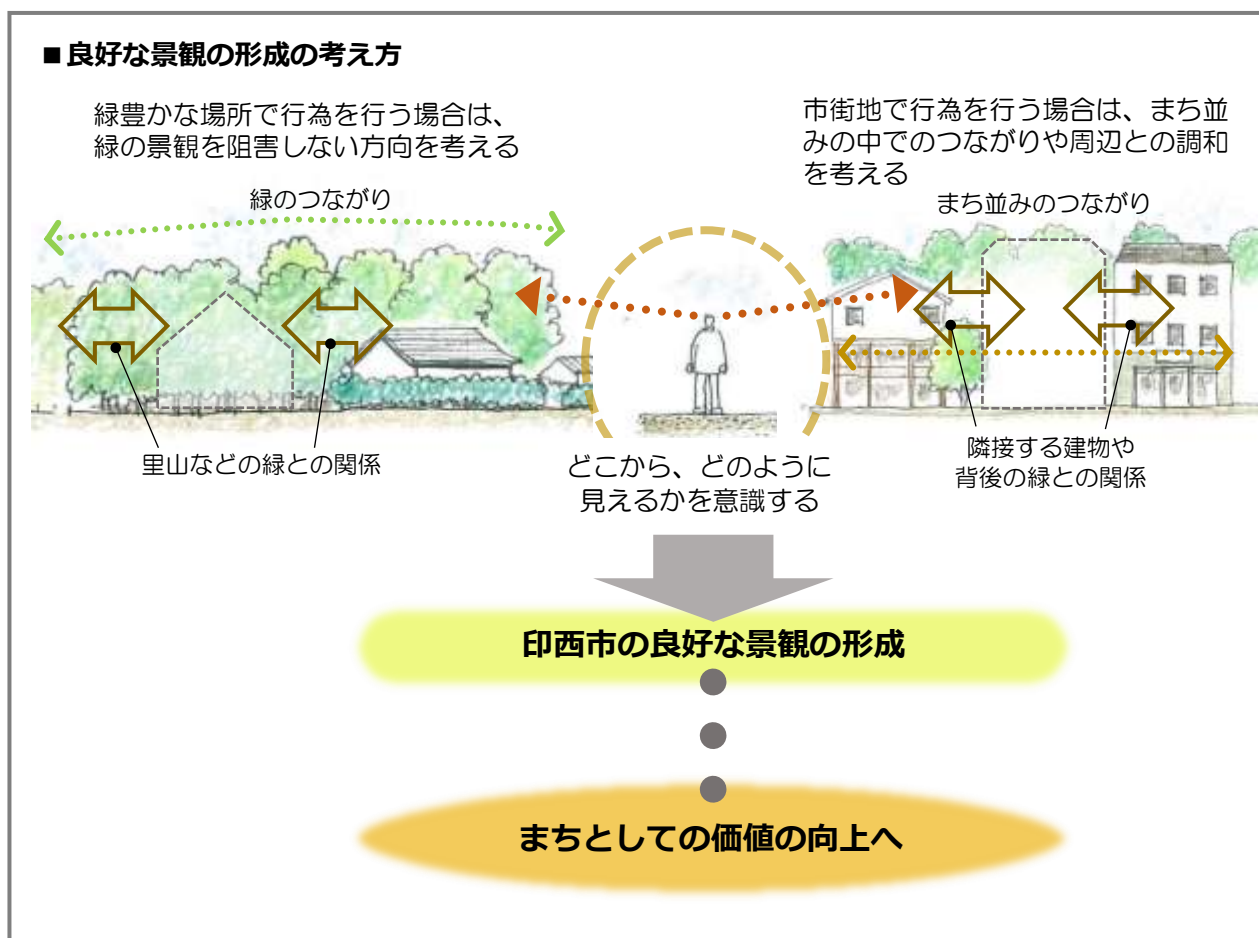 ■良好な景観の形成の考え方
緑豊かな場所で行為を行う場合は、
緑の景観を阻害しない方向を考える
市街地で行為を行う場合は、まち並
みの中でのつながりや周辺との調和
を考える
緑のつながり
まち並みのつながり
里山などの緑との関係
どこから、どのように
見えるかを意識する
隣接する建物や
背後の緑との関係
印西市の良好な景観の形成
まちとしての価値の向上へ